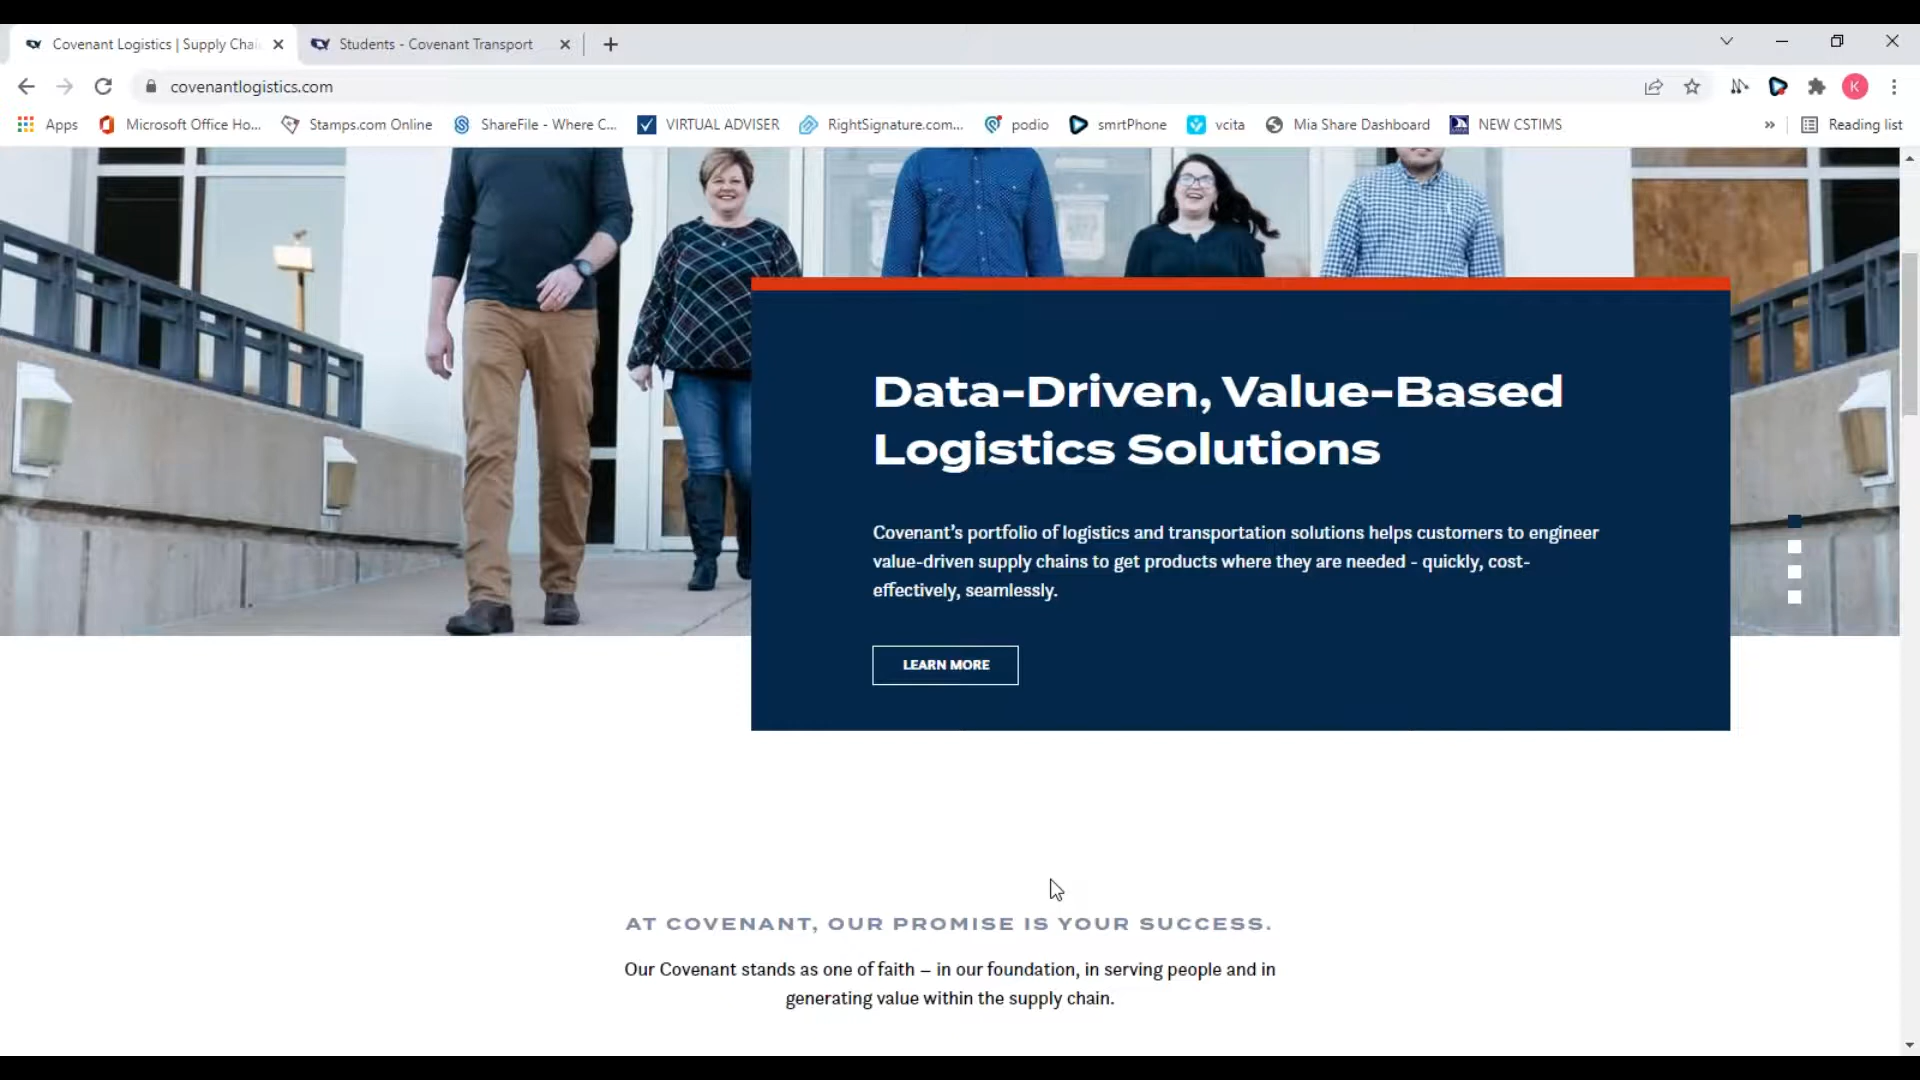 Covenant Logistics | Supply Chai
Students - Covenant Transport
covenantlogistics.com
K
Apps
Microsoft Office Ho...
Stamps.com Online
ShareFile - Where C...
VIRTUAL ADVISER
RightSignature.com...
podio
smrtPhone
vcita
Mia Share Dashboard
NEW CSTIMS
»
Reading list
Data-Driven, Value-Based
Logistics Solutions
Covenant’s portfolio of logistics and transportation solutions helps customers to engineer
value-driven supply chains to get products where they are needed - quickly, cost-
effectively, seamlessly.
LEARN MORE
AT COVENANT, OUR PROMISE IS YOUR SUCCESS.
Our Covenant stands as one of faith – in our foundation, in serving people and in
generating value within the supply chain.